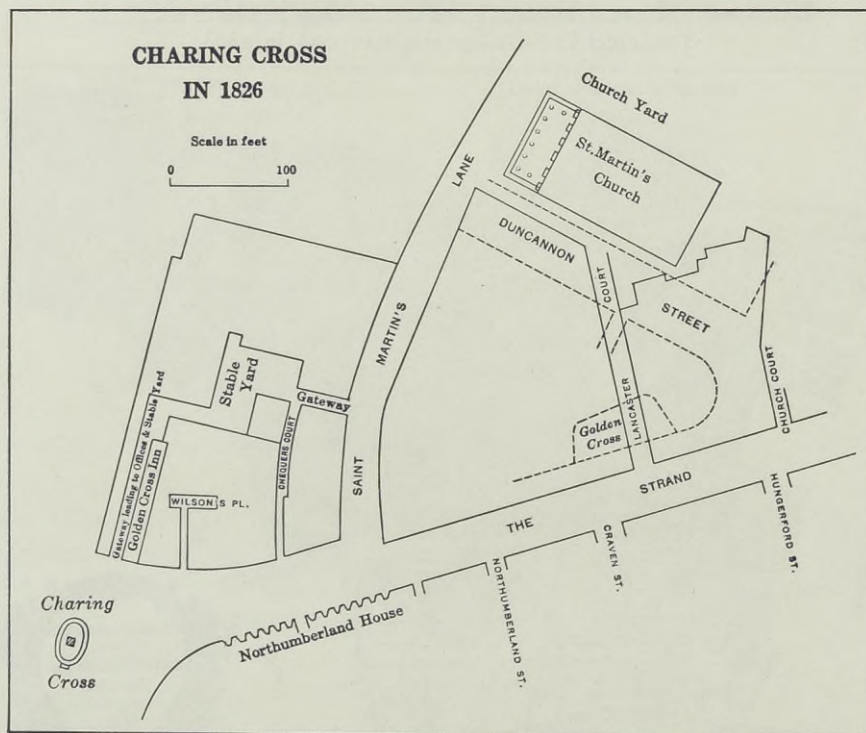 CHARING CROSS
IN 1826
Scale in feet
0 100
Church Yard
St. Martin's
Church
LANE
DUNCANNON
COURT
STREET
MARTIN'S
Stable
Yard
Gateway
Gateway leading to Offices & Stable Yard
Golden Cross Inn
CHEQUERS COURT
LANCASTER
CHURCH COURT
Golden
Cross
WILSON'S PL.
SAINT
THE
STRAND
HUNGERFORD ST.
CRAVEN ST.
NORTHUMBERLAND ST.
Northumberland House
Charing
Cross